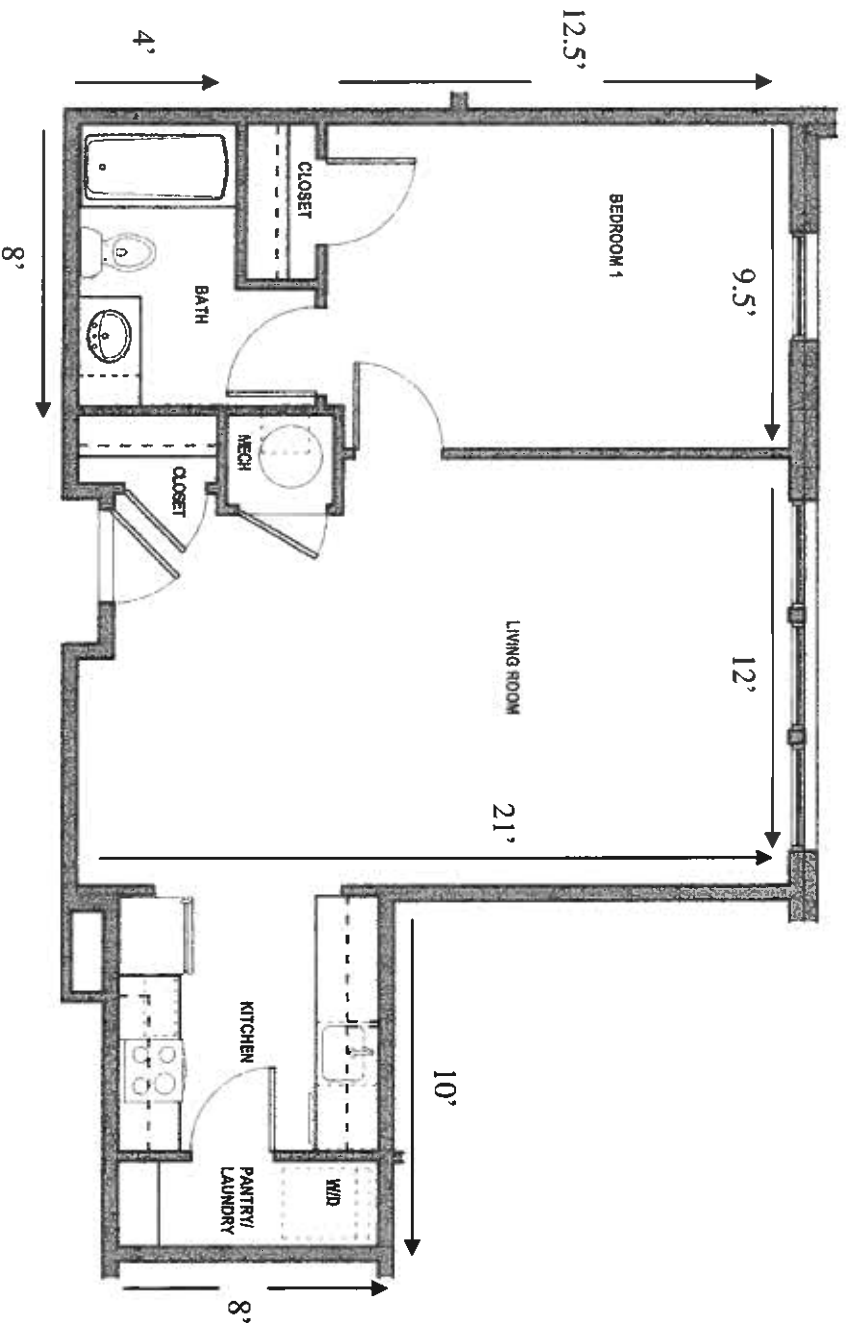 12.5’
4’
9.5’
BEDROOM 1
CLOSET
BATH
8’
MECH
CLOSET
12’
LIVING ROOM
21’
KITCHEN
10’
PANTRY/
LAUNDRY
W/D
8’